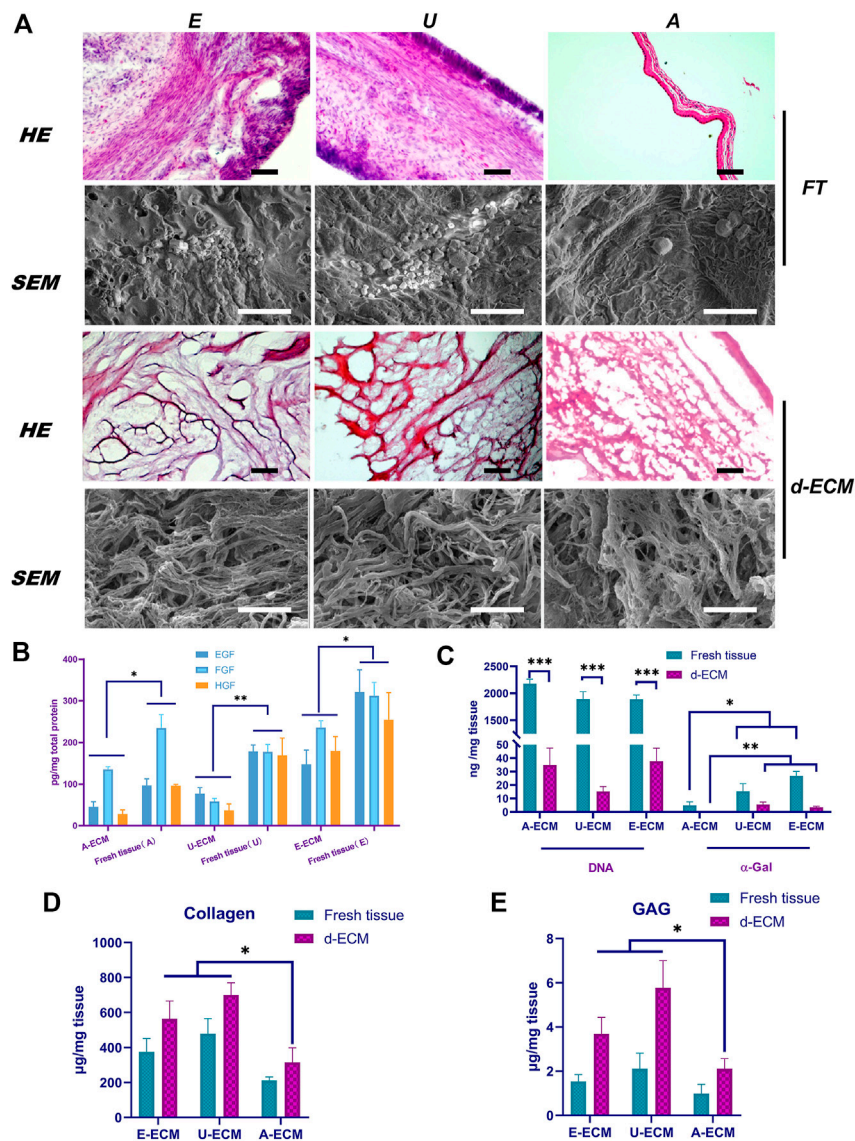 A
E U A
HE
FT
SEM
HE
d-ECM
SEM
B
EGF
FGF
HGF
pg/mg total protein
400
300
200
100
0
*
**
*
A-ECM
Fresh tissue( A)
U-ECM
Fresh tissue( U)
E-ECM
Fresh tissue( E)
C
Fresh tissue
d-ECM
ng /mg tissue
2500
2000
1500
50
40
30
20
10
0
***
***
***
*
**
A-ECM U-ECM E-ECM A-ECM U-ECM E-ECM
DNA α-Gal
D
Collagen
Fresh tissue
d-ECM
µg/mg tissue
1000
800
600
400
200
0
*
E-ECM U-ECM A-ECM
E
GAG
Fresh tissue
d-ECM
µg/mg tissue
8
6
4
2
0
*
E-ECM U-ECM A-ECM